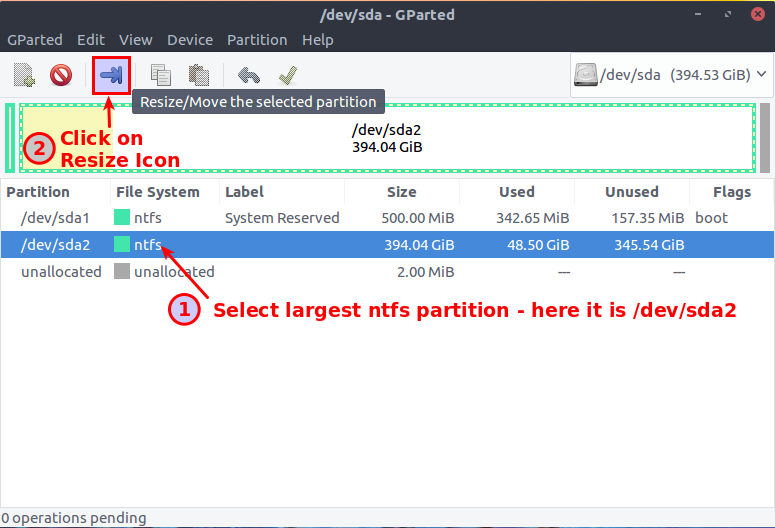 /dev/sda - GParted
GParted Edit View Device Partition Help
/dev/sda (394.53 GiB)
Resize/Move the selected partition
/dev/sda2
394.04 GiB
2 Click on
Resize Icon
Partition File System Label Size Used Unused Flags
/dev/sda1 ntfs System Reserved 500.00 MiB 342.65 MiB 157.35 MiB boot
/dev/sda2 ntfs 394.04 GiB 48.50 GiB 345.54 GiB
unallocated unallocated 2.00 MiB --- ---
1 Select largest ntfs partition - here it is /dev/sda2
0 operations pending